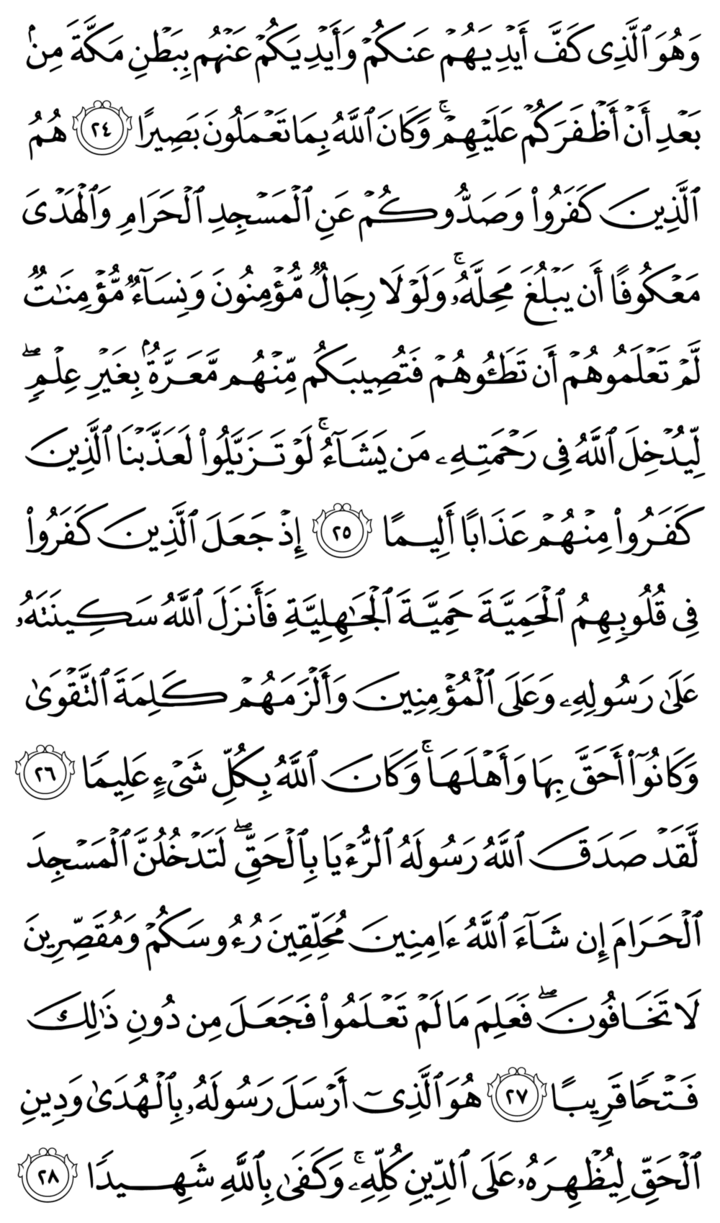 وَهُوَ ٱلَّذِى كَفَّ أَيْدِيَهُمْ عَنكُمْ وَأَيْدِيَكُمْ عَنْهُم بِبَطْنِ مَكَّةَ مِنۢ
بَعْدِ أَنْ أَظْفَرَكُمْ عَلَيْهِمْ ۚ وَكَانَ ٱللَّهُ بِمَا تَعْمَلُونَ بَصِيرًا ٢٤ هُمُ
ٱلَّذِينَ كَفَرُوا۟ وَصَدُّوكُمْ عَنِ ٱلْمَسْجِدِ ٱلْحَرَامِ وَٱلْهَدْىَ
مَعْكُوفًا أَن يَبْلُغَ مَحِلَّهُۥ ۚ وَلَوْلَا رِجَالٌ مُّؤْمِنُونَ وَنِسَآءٌ مُّؤْمِنَـٰتٌ
لَّمْ تَعْلَمُوهُمْ أَن تَطَـُٔوهُمْ فَتُصِيبَكُم مِّنْهُم مَّعَرَّةٌۢ بِغَيْرِ عِلْمٍ ۖ
لِّيُدْخِلَ ٱللَّهُ فِى رَحْمَتِهِۦ مَن يَشَآءُ ۚ لَوْ تَزَيَّلُوا۟ لَعَذَّبْنَا ٱلَّذِينَ
كَفَرُوا۟ مِنْهُمْ عَذَابًا أَلِيمًا ٢٥ إِذْ جَعَلَ ٱلَّذِينَ كَفَرُوا۟
فِى قُلُوبِهِمُ ٱلْحَمِيَّةَ حَمِيَّةَ ٱلْجَـٰهِلِيَّةِ فَأَنزَلَ ٱللَّهُ سَكِينَتَهُۥ
عَلَىٰ رَسُولِهِۦ وَعَلَى ٱلْمُؤْمِنِينَ وَأَلْزَمَهُمْ كَلِمَةَ ٱلتَّقْوَىٰ
وَكَانُوٓا۟ أَحَقَّ بِهَا وَأَهْلَهَا ۚ وَكَانَ ٱللَّهُ بِكُلِّ شَىْءٍ عَلِيمًا ٢٦
لَّقَدْ صَدَقَ ٱللَّهُ رَسُولَهُ ٱلرُّءْيَا بِٱلْحَقِّ ۖ لَتَدْخُلُنَّ ٱلْمَسْجِدَ
ٱلْحَرَامَ إِن شَآءَ ٱللَّهُ ءَامِنِينَ مُحَلِّقِينَ رُءُوسَكُمْ وَمُقَصِّرِينَ
لَا تَخَافُونَ ۖ فَعَلِمَ مَا لَمْ تَعْلَمُوا۟ فَجَعَلَ مِن دُونِ ذَٰلِكَ
فَتْحًا قَرِيبًا ٢٧ هُوَ ٱلَّذِىٓ أَرْسَلَ رَسُولَهُۥ بِٱلْهُدَىٰ وَدِينِ
ٱلْحَقِّ لِيُظْهِرَهُۥ عَلَى ٱلدِّينِ كُلِّهِۦ ۚ وَكَفَىٰ بِٱللَّهِ شَهِيدًا ٢٨